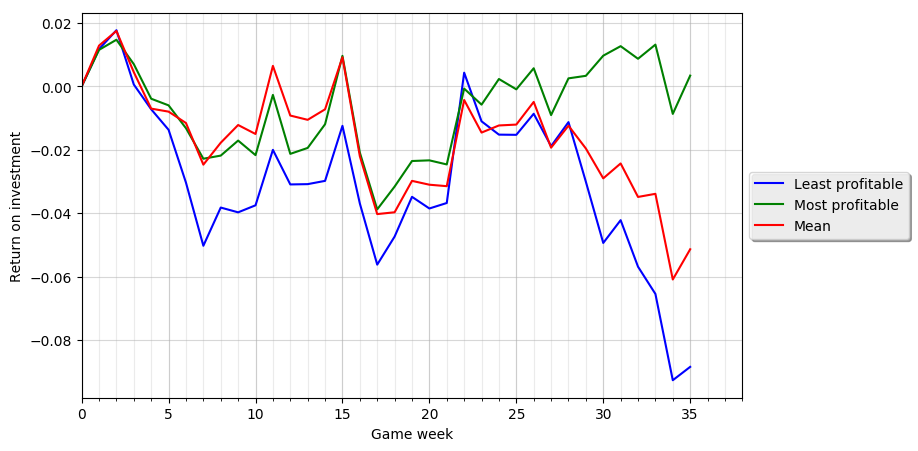 0.02
0.00
−0.02
−0.04
−0.06
−0.08
Return on investment
0 5 10 15 20 25 30 35
Game week
Least profitable
Most profitable
Mean